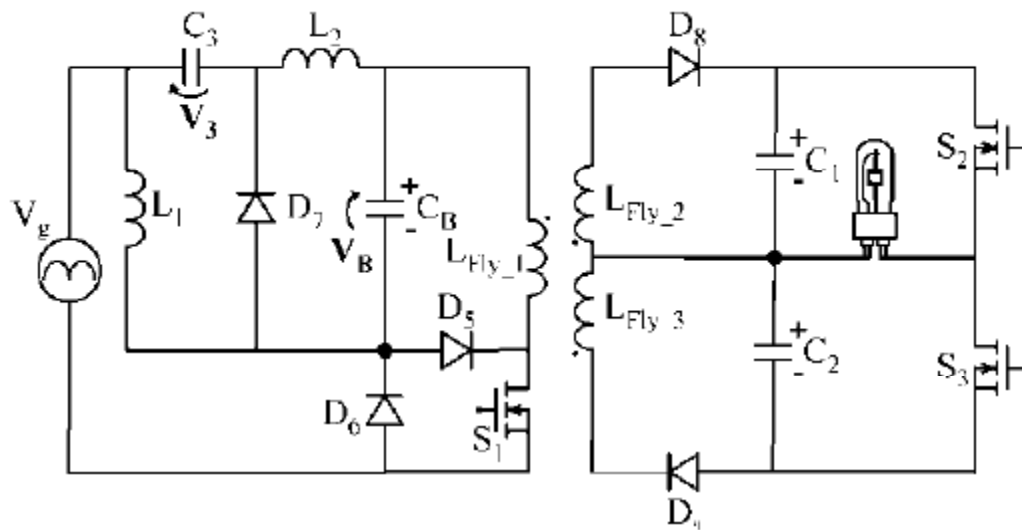 C3
L2
D8
V3
S2
Vg
L1
D7
+
CB
-
VB
LFly_1
LFly_2
+
C1
-
D5
LFly_3
+
C2
-
S3
D6
S1